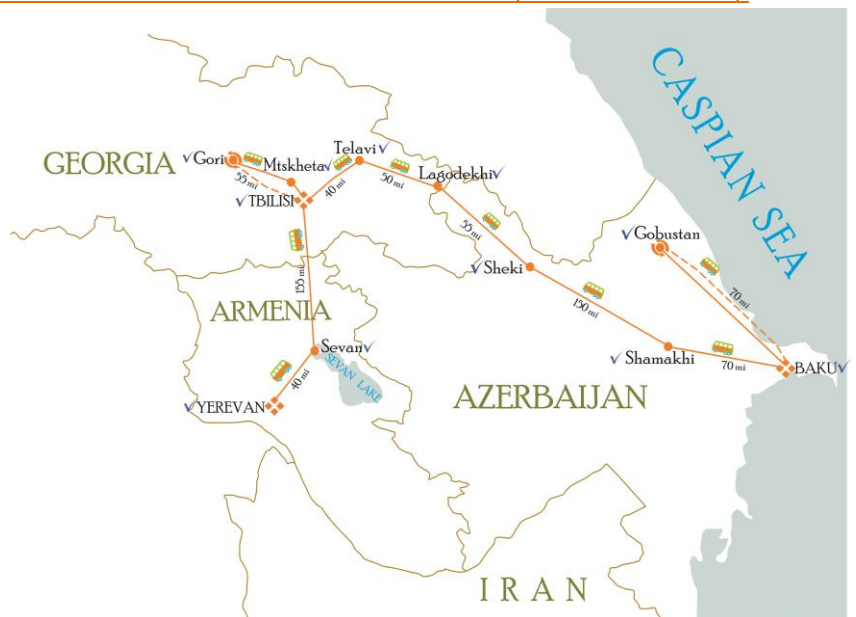 CASPIAN SEA
GEORGIA
Gori
Mtskheta
Telavi
Lagodekhi
55 mi
TBILISI
40 mi
50 mi
55 mi
Gobustan
Sheki
155 mi
150 mi
70 mi
ARMENIA
Sevan
SEVAN LAKE
40 mi
YEREVAN
Shamakhi
70 mi
BAKU
AZERBAIJAN
IRAN